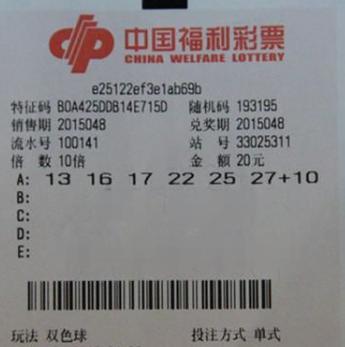 中国福利彩票
CHINA WELFARE LOTTERY
e25122ef3e1ab69b
特征码 B0A425DDB14E715D 随机码 193195
销售期 2015048 兑奖期 2015048
流水号 100141 站 号 33025311
倍 数 10倍 金 额 20元
A: 13 16 17 22 25 27+10
B:
C:
D:
E:
玩法 双色球 投注方式 单式